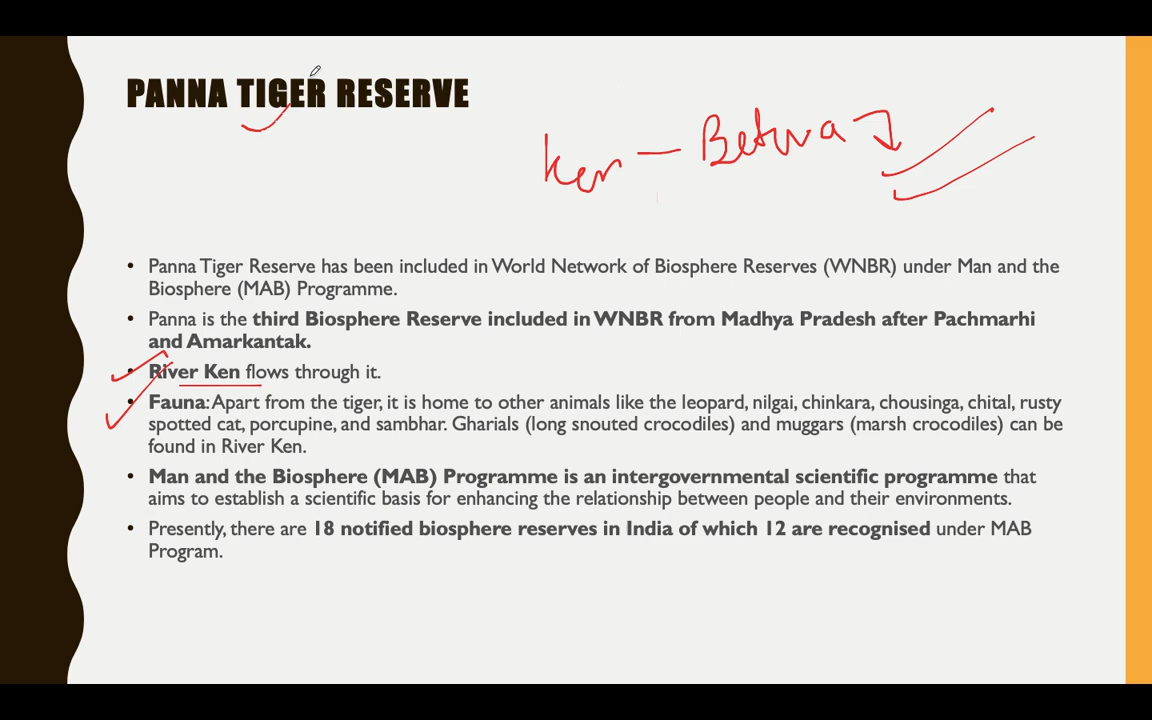 PANNA TIGER RESERVE
Ken - Betwa
• Panna Tiger Reserve has been included in World Network of Biosphere Reserves (WNBR) under Man and the
Biosphere (MAB) Programme.
• Panna is the third Biosphere Reserve included in WNBR from Madhya Pradesh after Pachmarhi
and Amarkantak.
• River Ken flows through it.
• Fauna: Apart from the tiger, it is home to other animals like the leopard, nilgai, chinkara, chousinga, chital, rusty
spotted cat, porcupine, and sambhar. Gharials (long snouted crocodiles) and muggars (marsh crocodiles) can be
found in River Ken.
• Man and the Biosphere (MAB) Programme is an intergovernmental scientific programme that
aims to establish a scientific basis for enhancing the relationship between people and their environments.
• Presently, there are 18 notified biosphere reserves in India of which 12 are recognised under MAB
Program.